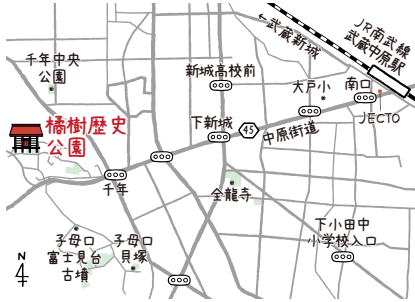 ←武蔵新城
JR南武線
武蔵中原駅
千年中央
公園
新城高校前
大戸小
南口
JECTO
橘樹歴史
公園
下新城
45
中原街道
千年
全龍寺
子母口
富士見台
古墳
子母口
貝塚
下小田中
小学校入口
N